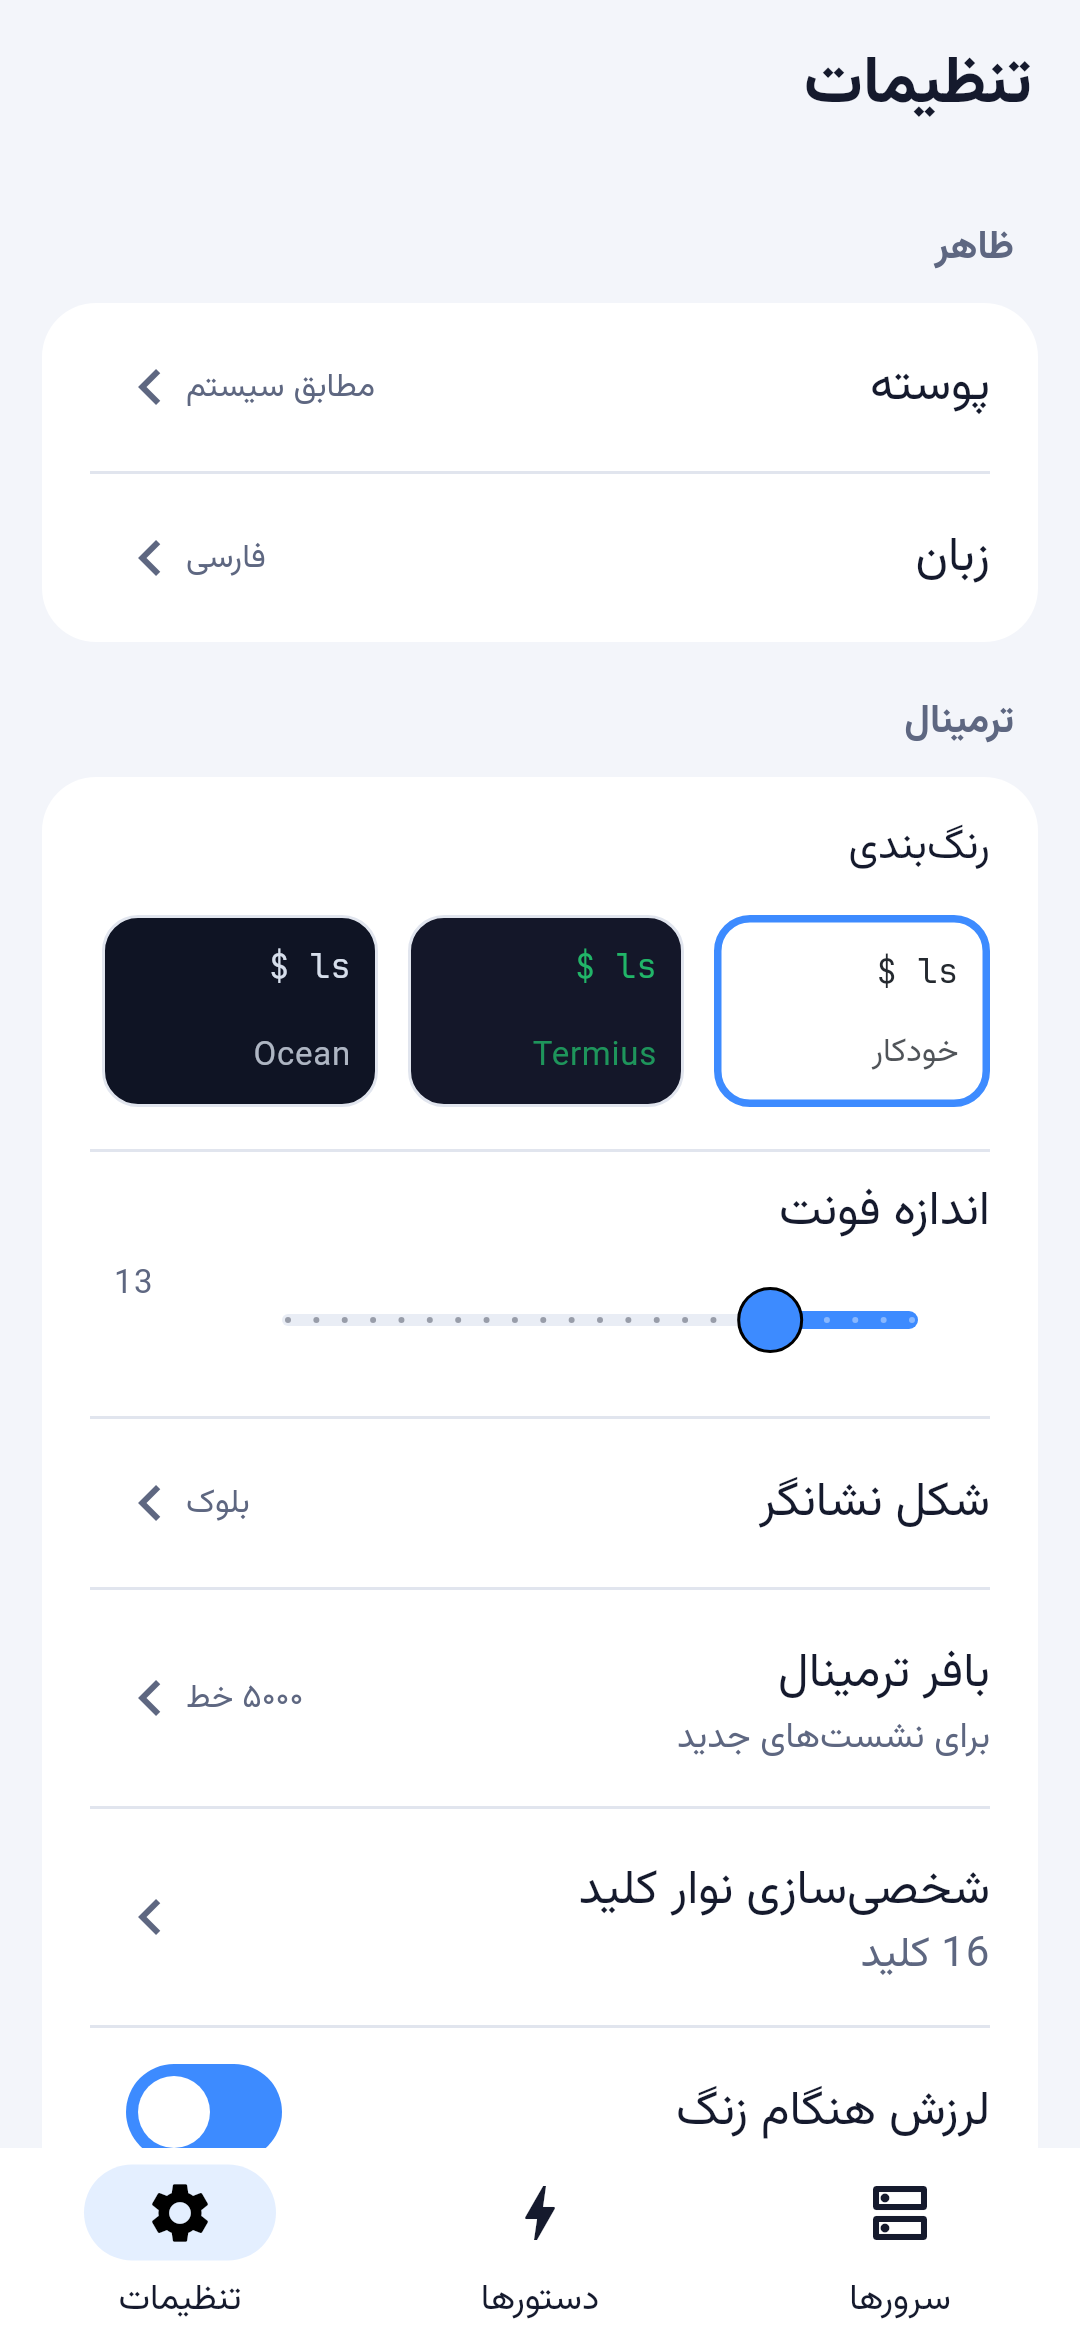 تنظیمات
ظاهر
پوسته
مطابق سیستم
زبان
فارسی
ترمینال
رنگ‌بندی
$ ls
$ ls
$ ls
خودکار
Termius
Ocean
اندازه فونت
13
شکل نشانگر
بلوک
بافر ترمینال
۵۰۰۰ خط
برای نشست‌های جدید
شخصی‌سازی نوار کلید
16 کلید
لرزش هنگام زنگ
سرورها
دستورها
تنظیمات